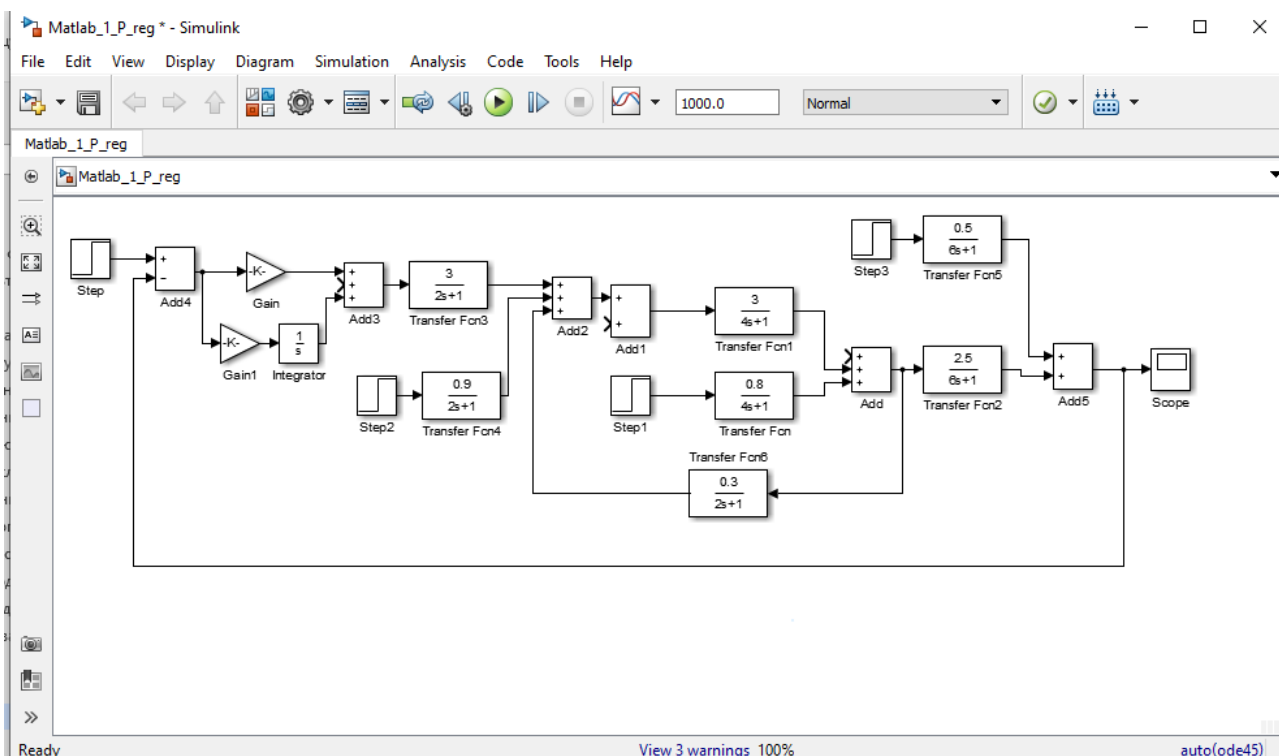 Matlab_1_P_reg * - Simulink
File Edit View Display Diagram Simulation Analysis Code Tools Help
1000.0 Normal
Matlab_1_P_reg
Matlab_1_P_reg
Step
+
−
Add4
-K-
Gain
-K-
Gain1
1
s
Integrator
+
+
+
Add3
3
2s+1
Transfer Fcn3
Step2
0.9
2s+1
Transfer Fcn4
+
+
+
Add2
+
+
Add1
3
4s+1
Transfer Fcn1
Step1
0.8
4s+1
Transfer Fcn
Transfer Fcn6
0.3
2s+1
+
+
+
Add
Step3
0.5
6s+1
Transfer Fcn5
2.5
6s+1
Transfer Fcn2
+
+
Add5
Scope
Ready View 3 warnings 100% auto(ode45)